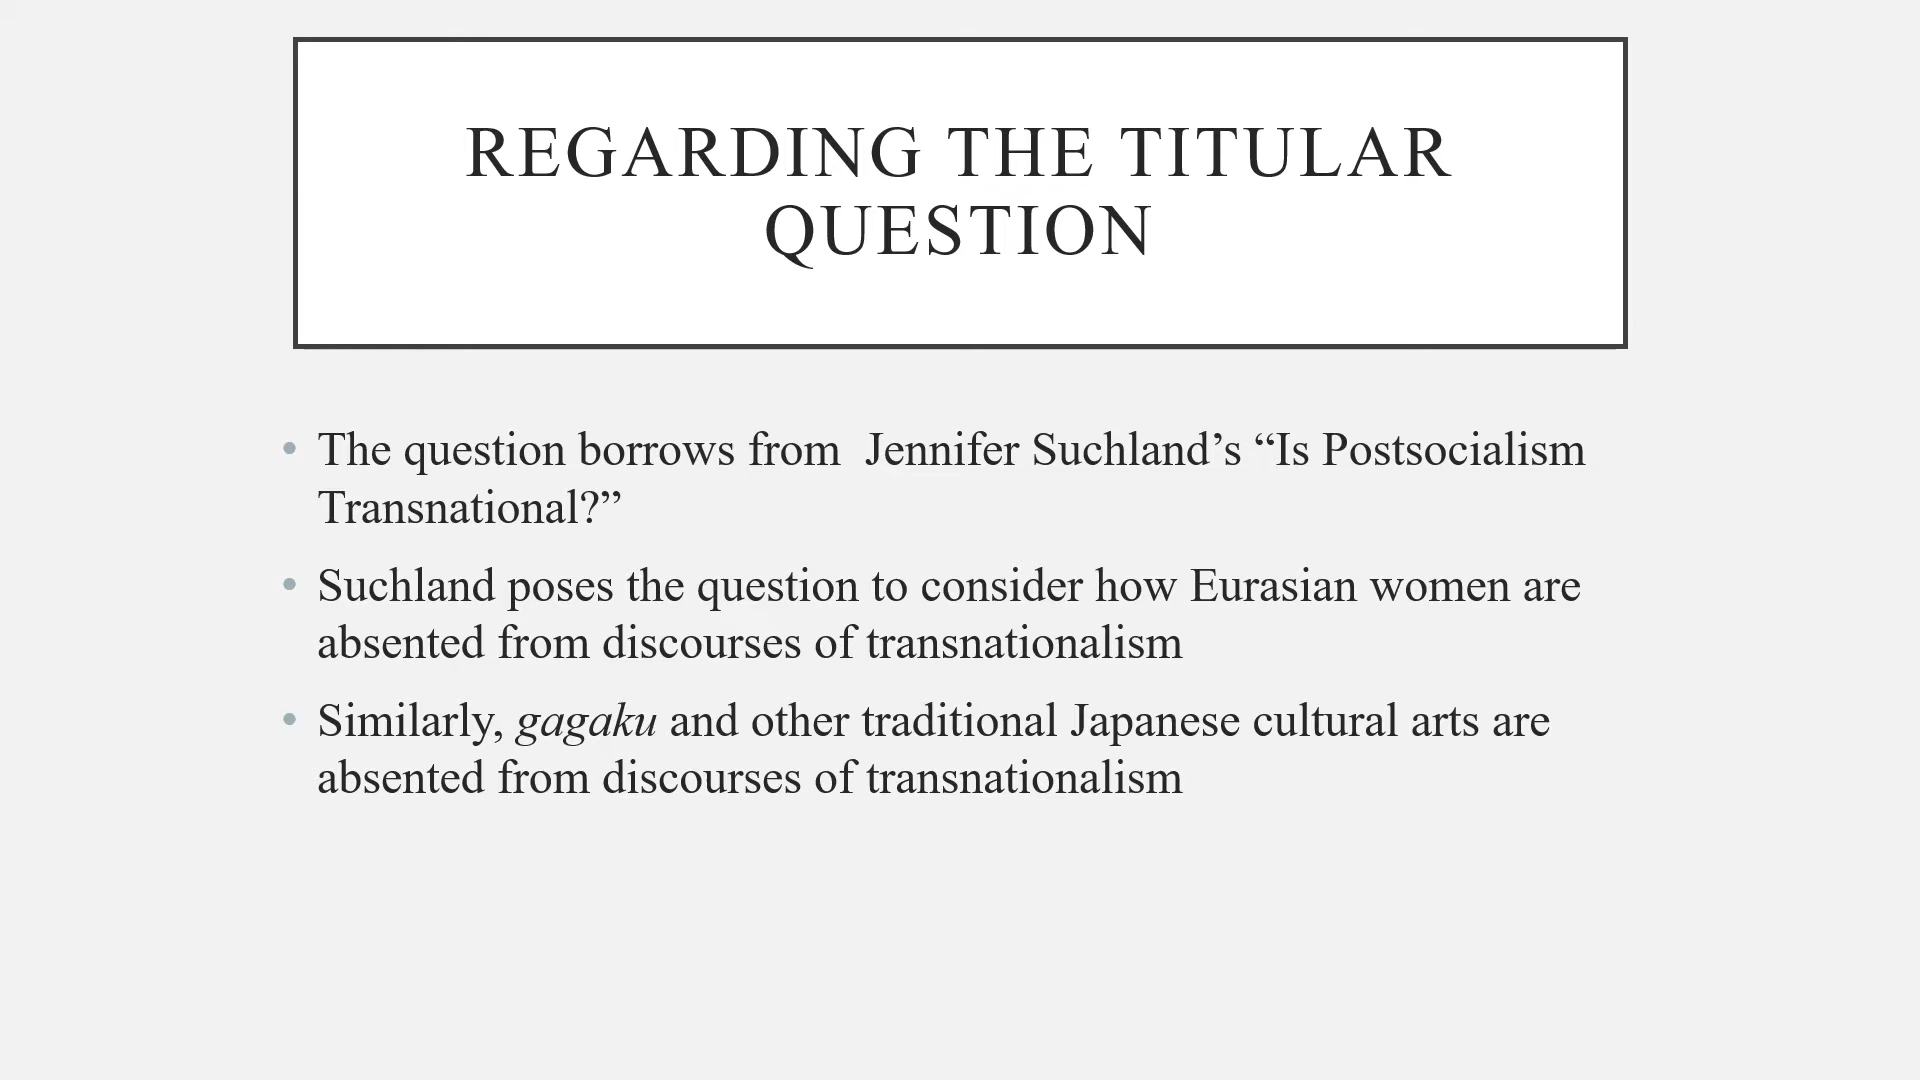 REGARDING THE TITULAR
QUESTION
• The question borrows from  Jennifer Suchland’s “Is Postsocialism
Transnational?”
• Suchland poses the question to consider how Eurasian women are
absented from discourses of transnationalism
• Similarly, gagaku and other traditional Japanese cultural arts are
absented from discourses of transnationalism